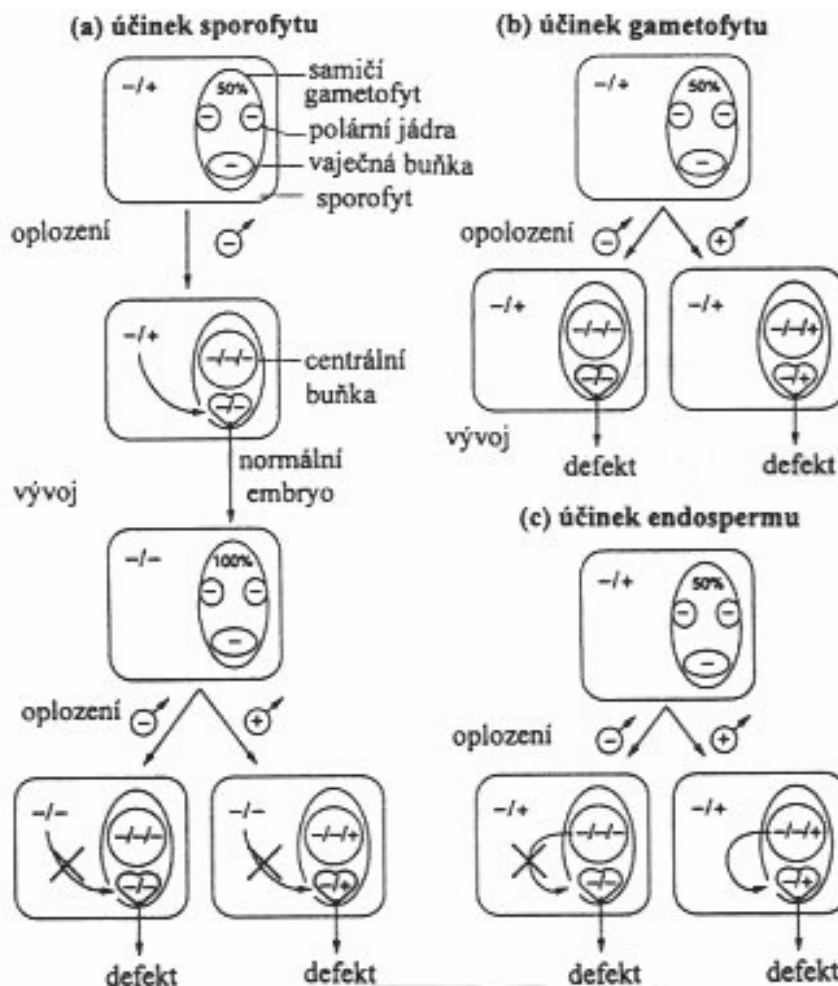 (a) účinek sporofytu
–/+
50%
– –
–
samičí
gametofyt
polární jádra
vaječná buňka
sporofyt
oplození
–
–/+
–/–/–
–/–
centrální
buňka
vývoj
normální
embryo
–/–
100%
– –
–
oplození
– +
–/–
–/–/–
–/–
–/–
–/–/+
–/+
defekt defekt
(b) účinek gametofytu
–/+
50%
– –
–
opolození
– +
–/+
–/–/–
–/–
–/+
–/–/+
–/+
vývoj
defekt defekt
(c) účinek endospermu
–/+
50%
– –
–
oplození
– +
–/+
–/–/–
–/–
–/+
–/–/+
–/+
defekt defekt